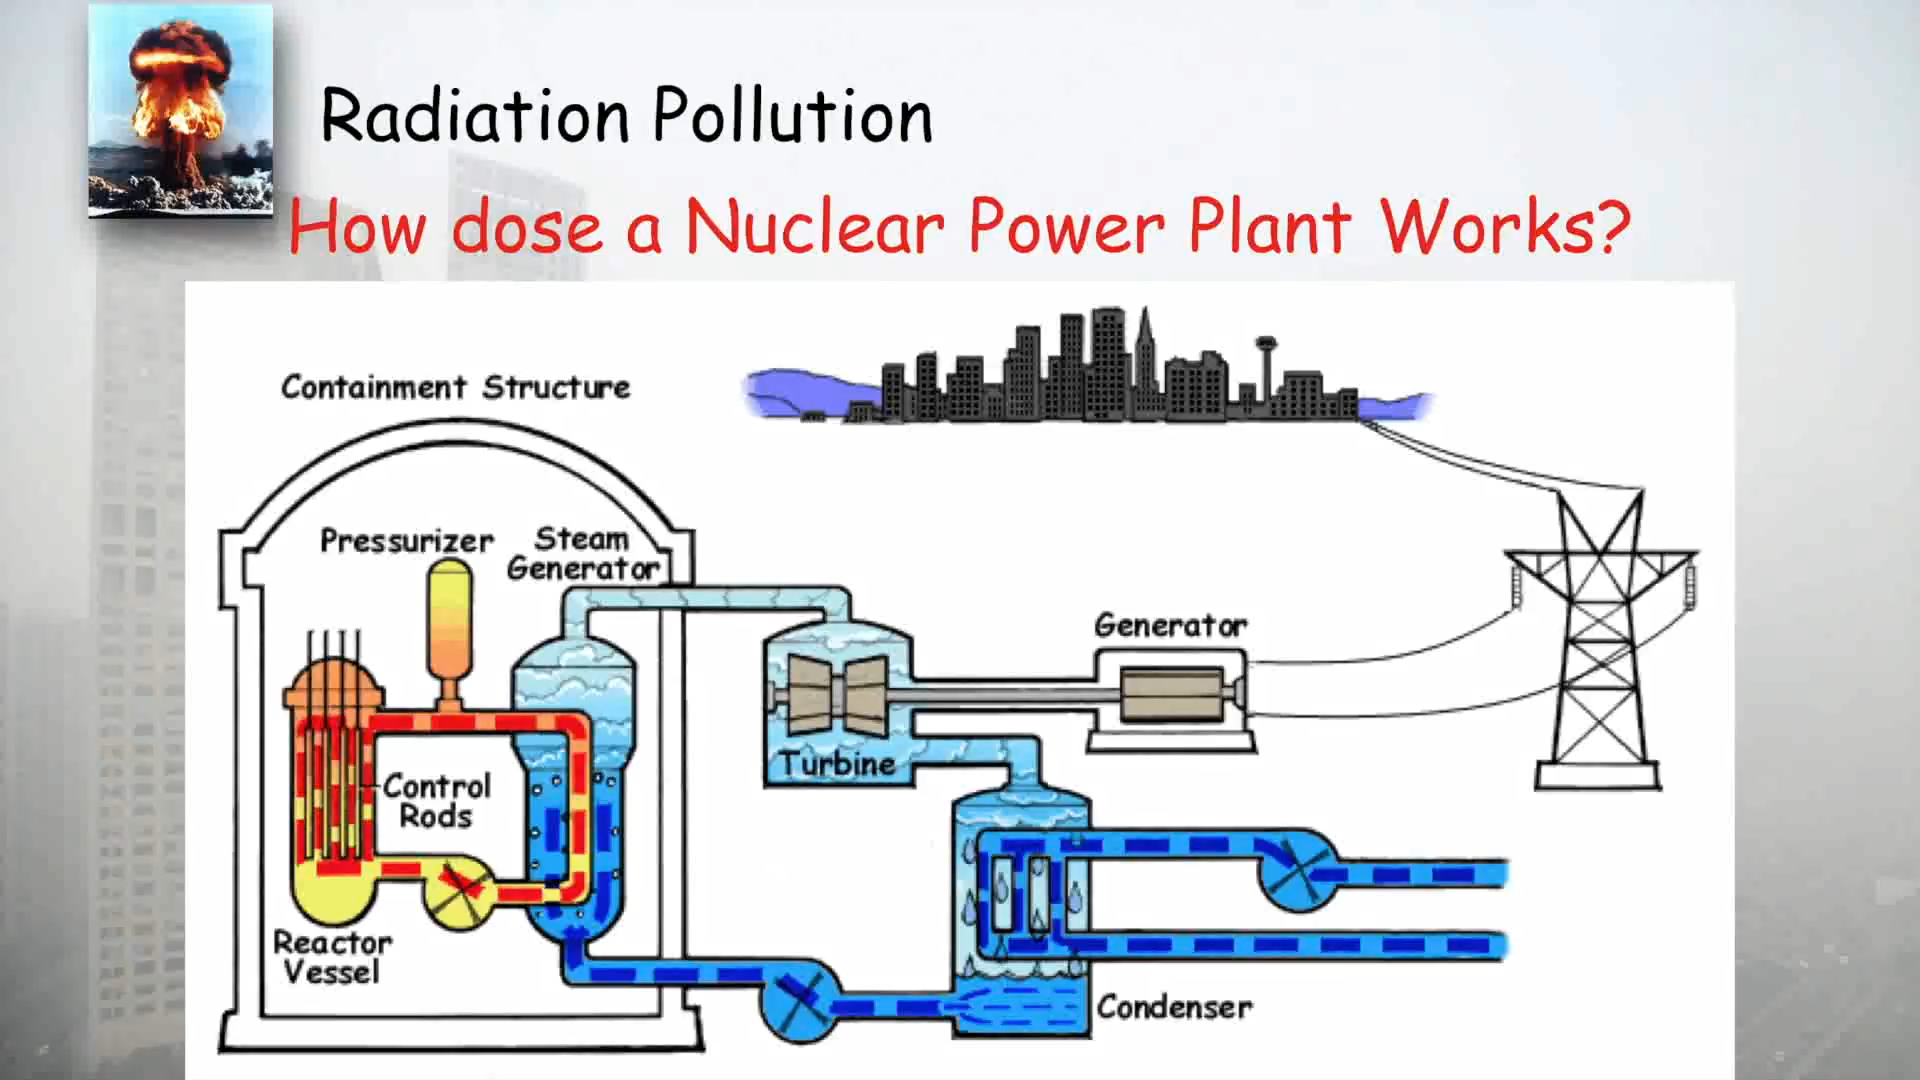 Radiation Pollution
How dose a Nuclear Power Plant Works?
Containment Structure
Pressurizer
Steam
Generator
Generator
Turbine
Control
Rods
Reactor
Vessel
Condenser